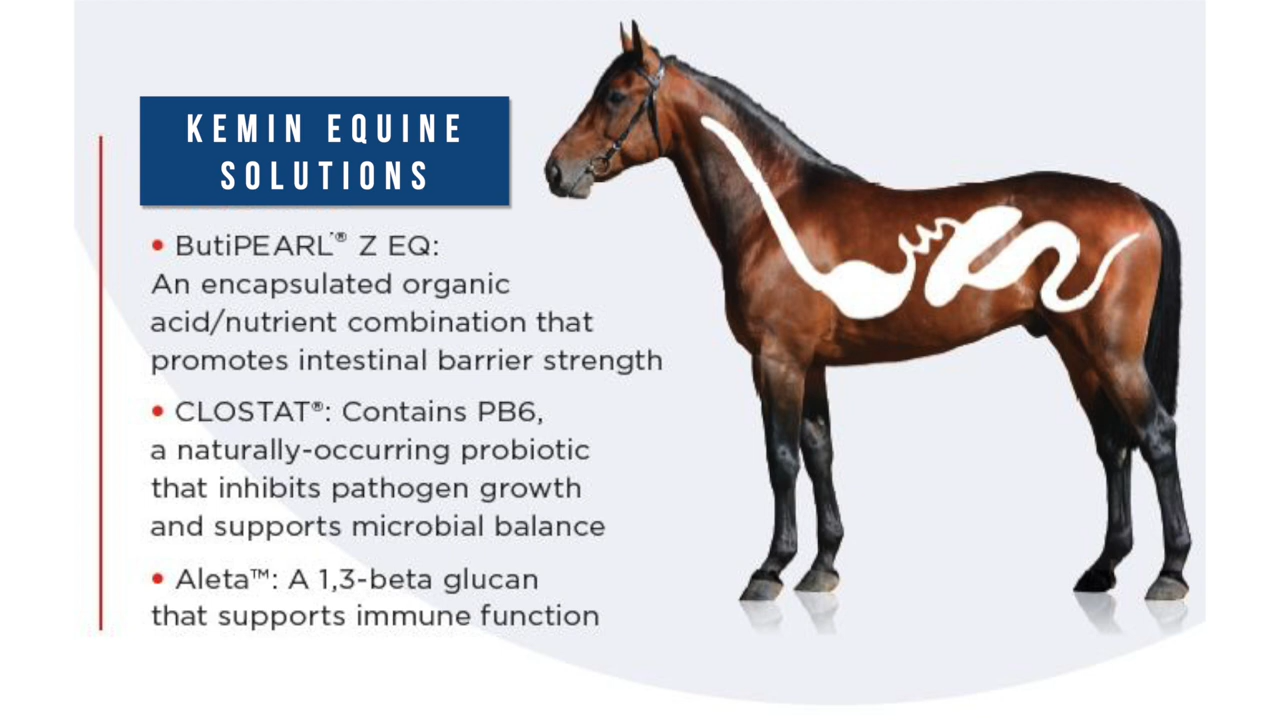 KEMIN EQUINE
SOLUTIONS
• ButiPEARL® Z EQ:
An encapsulated organic
acid/nutrient combination that
promotes intestinal barrier strength
• CLOSTAT®: Contains PB6,
a naturally-occurring probiotic
that inhibits pathogen growth
and supports microbial balance
• Aleta™: A 1,3-beta glucan
that supports immune function